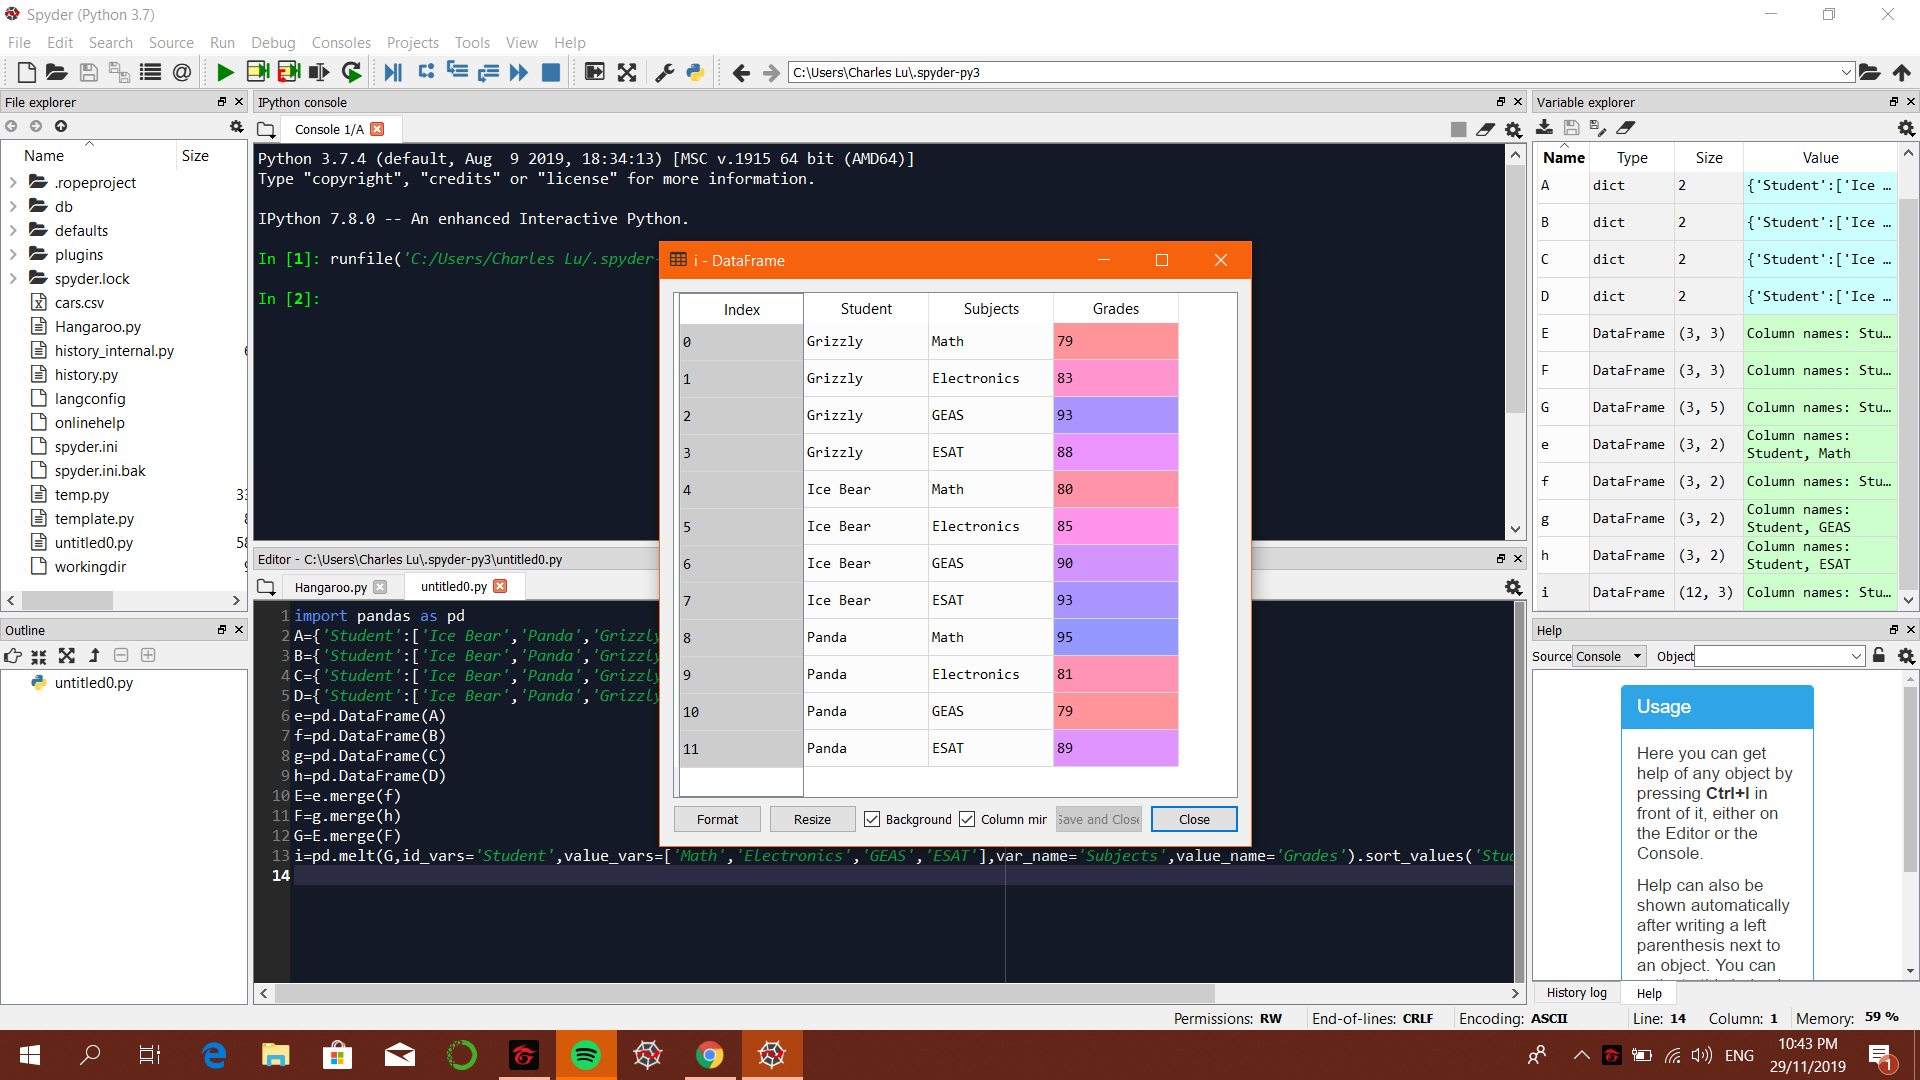 Spyder (Python 3.7)
File Edit Search Source Run Debug Consoles Projects Tools View Help
C:\Users\Charles Lu\.spyder-py3
File explorer
Name Size
.ropeproject
db
defaults
plugins
spyder.lock
cars.csv
Hangaroo.py
history_internal.py 6
history.py
langconfig
onlinehelp
spyder.ini
spyder.ini.bak
temp.py 33
template.py 8
untitled0.py 58
workingdir 9
Outline
untitled0.py
IPython console
Console 1/A
Python 3.7.4 (default, Aug  9 2019, 18:34:13) [MSC v.1915 64 bit (AMD64)]
Type "copyright", "credits" or "license" for more information.
IPython 7.8.0 -- An enhanced Interactive Python.
In [1]: runfile('C:/Users/Charles Lu/.spyder-
In [2]:
i - DataFrame
Index Student Subjects Grades
0 Grizzly Math 79
1 Grizzly Electronics 83
2 Grizzly GEAS 93
3 Grizzly ESAT 88
4 Ice Bear Math 80
5 Ice Bear Electronics 85
6 Ice Bear GEAS 90
7 Ice Bear ESAT 93
8 Panda Math 95
9 Panda Electronics 81
10 Panda GEAS 79
11 Panda ESAT 89
Format Resize Background Column mir Save and Close Close
Editor - C:\Users\Charles Lu\.spyder-py3\untitled0.py
Hangaroo.py untitled0.py
1 import pandas as pd
2 A={'Student':['Ice Bear','Panda','Grizzly
3 B={'Student':['Ice Bear','Panda','Grizzly
4 C={'Student':['Ice Bear','Panda','Grizzly
5 D={'Student':['Ice Bear','Panda','Grizzly
6 e=pd.DataFrame(A)
7 f=pd.DataFrame(B)
8 g=pd.DataFrame(C)
9 h=pd.DataFrame(D)
10 E=e.merge(f)
11 F=g.merge(h)
12 G=E.merge(F)
13 i=pd.melt(G,id_vars='Student',value_vars=['Math','Electronics','GEAS','ESAT'],var_name='Subjects',value_name='Grades').sort_values('Stud
14
Variable explorer
Name Type Size Value
A dict 2 {'Student':['Ice ...
B dict 2 {'Student':['Ice ...
C dict 2 {'Student':['Ice ...
D dict 2 {'Student':['Ice ...
E DataFrame (3, 3) Column names: Stu...
F DataFrame (3, 3) Column names: Stu...
G DataFrame (3, 5) Column names: Stu...
e DataFrame (3, 2) Column names:
Student, Math
f DataFrame (3, 2) Column names: Stu...
g DataFrame (3, 2) Column names:
Student, GEAS
h DataFrame (3, 2) Column names:
Student, ESAT
i DataFrame (12, 3) Column names: Stu...
Help
Source Console Object
Usage
Here you can get
help of any object by
pressing Ctrl+I in
front of it, either on
the Editor or the
Console.
Help can also be
shown automatically
after writing a left
parenthesis next to
an object. You can
History log Help
Permissions: RW End-of-lines: CRLF Encoding: ASCII Line: 14 Column: 1 Memory: 59 %
ENG
10:43 PM
29/11/2019
1